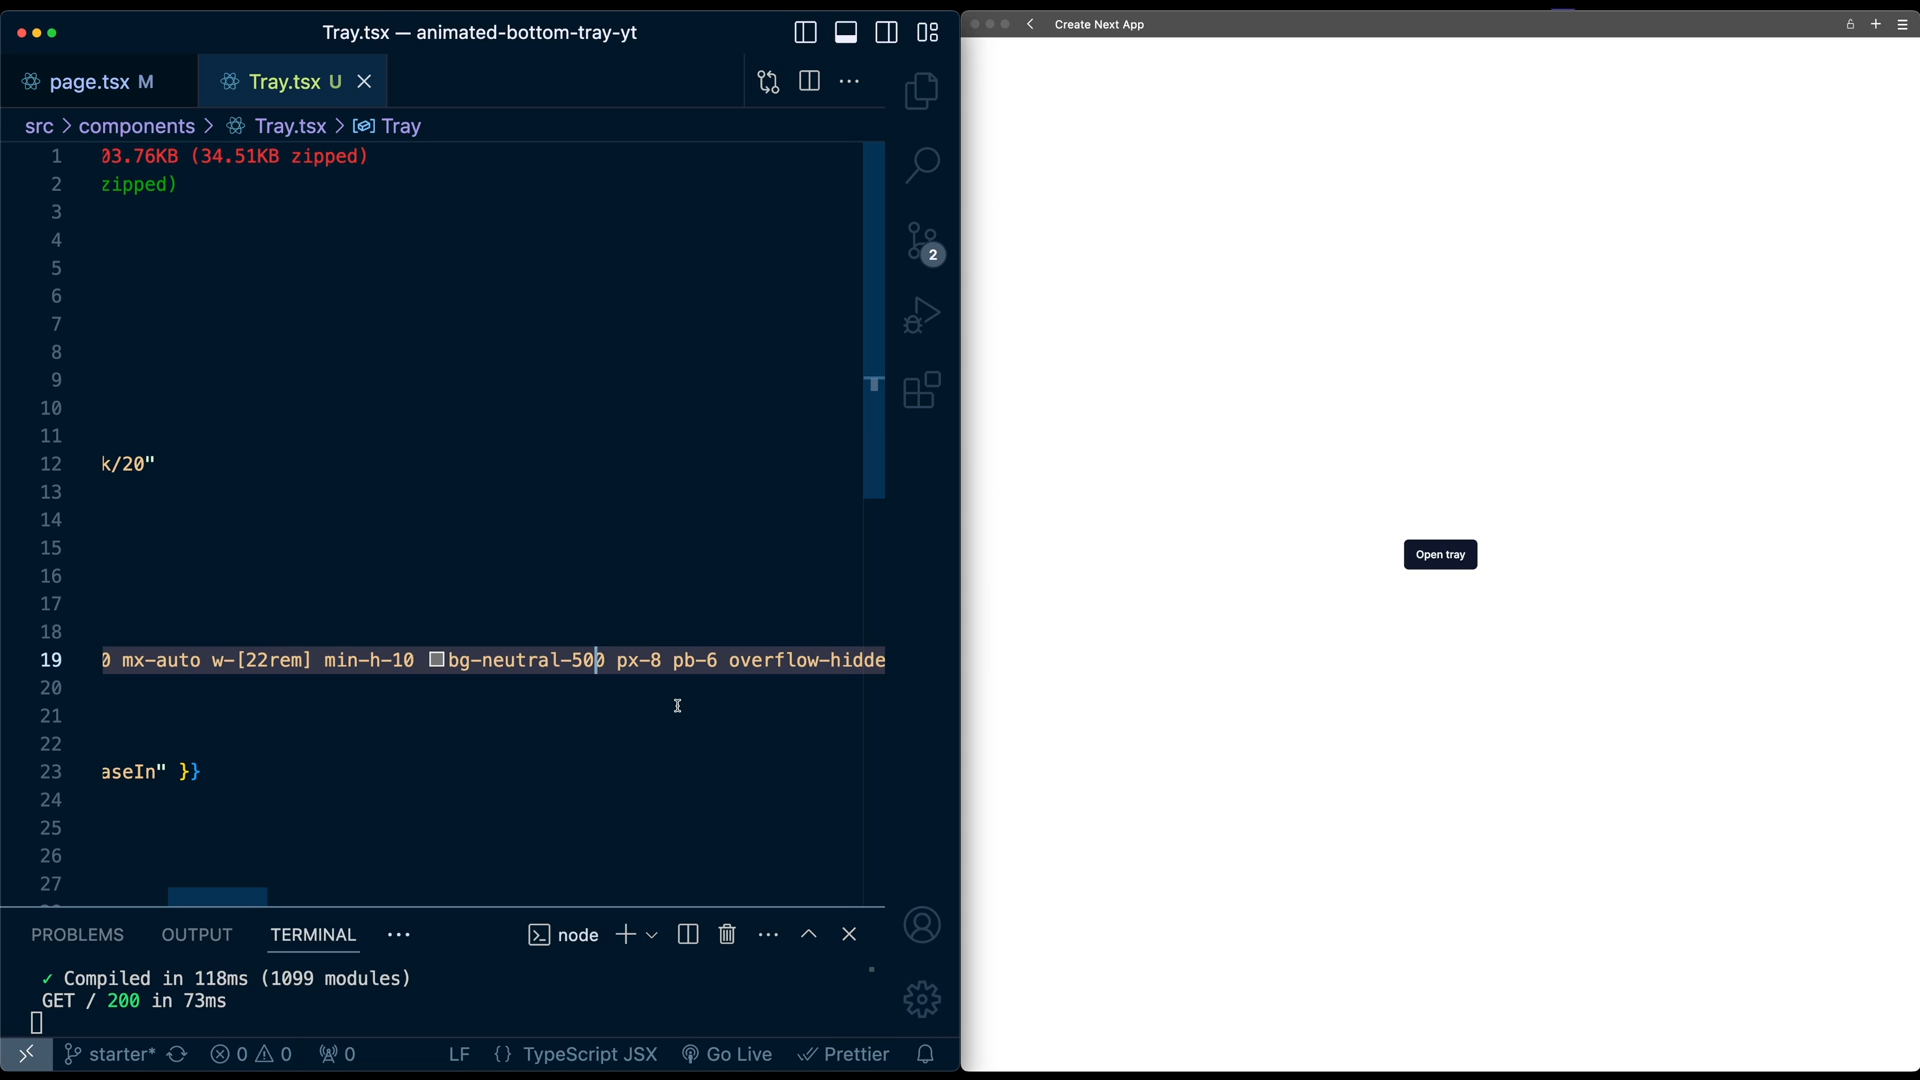 Tray.tsx — animated-bottom-tray-yt
page.tsx M
Tray.tsx U
src > components > Tray.tsx > Tray
1 03.76KB (34.51KB zipped)
2 zipped)
3
4
5
6
7
8
9
10
11
12 k/20"
13
14
15
16
17
18
19 0 mx-auto w-[22rem] min-h-10 bg-neutral-500 px-8 pb-6 overflow-hidde
20
21
22
23 aseIn" }}
24
25
26
27
2
PROBLEMS OUTPUT TERMINAL ··· node
✓ Compiled in 118ms (1099 modules)
GET / 200 in 73ms
starter* 0 0 0 LF {} TypeScript JSX Go Live Prettier
Create Next App
Open tray